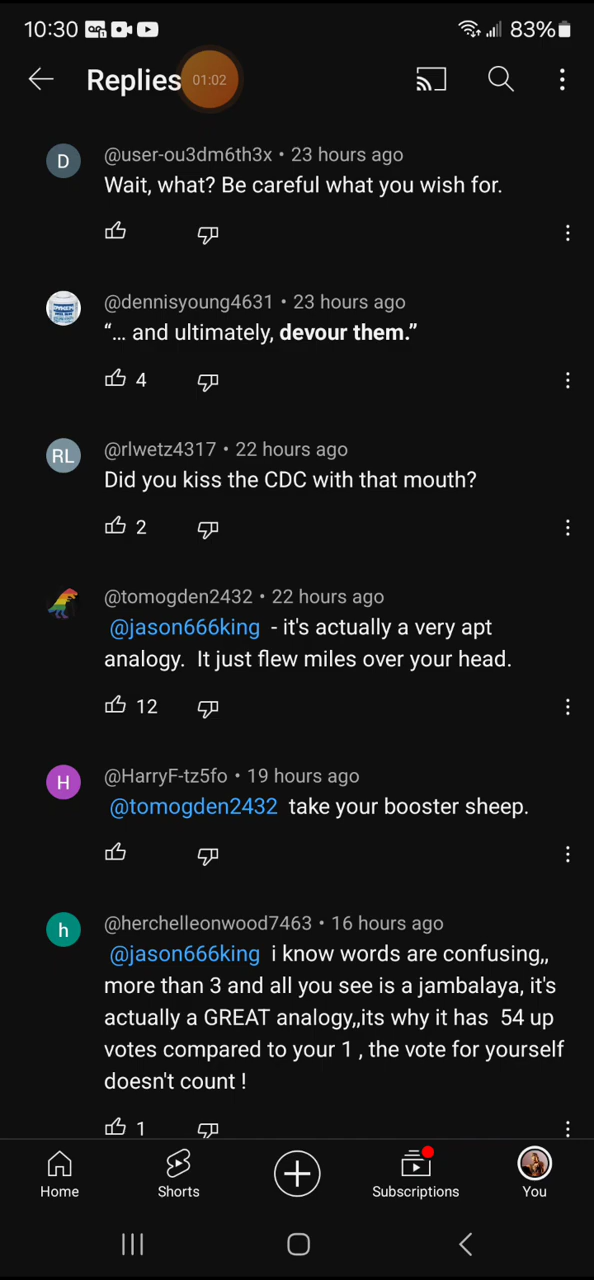 10:30 83%
Replies 01:02
D @user-ou3dm6th3x • 23 hours ago
Wait, what? Be careful what you wish for.
@dennisyoung4631 • 23 hours ago
“... and ultimately, devour them.”
4
RL @rlwetz4317 • 22 hours ago
Did you kiss the CDC with that mouth?
2
@tomogden2432 • 22 hours ago
@jason666king - it's actually a very apt
analogy. It just flew miles over your head.
12
H @HarryF-tz5fo • 19 hours ago
@tomogden2432 take your booster sheep.
h @herchelleonwood7463 • 16 hours ago
@jason666king i know words are confusing,,
more than 3 and all you see is a jambalaya, it's
actually a GREAT analogy,,its why it has 54 up
votes compared to your 1 , the vote for yourself
doesn't count !
1
Home Shorts Subscriptions You